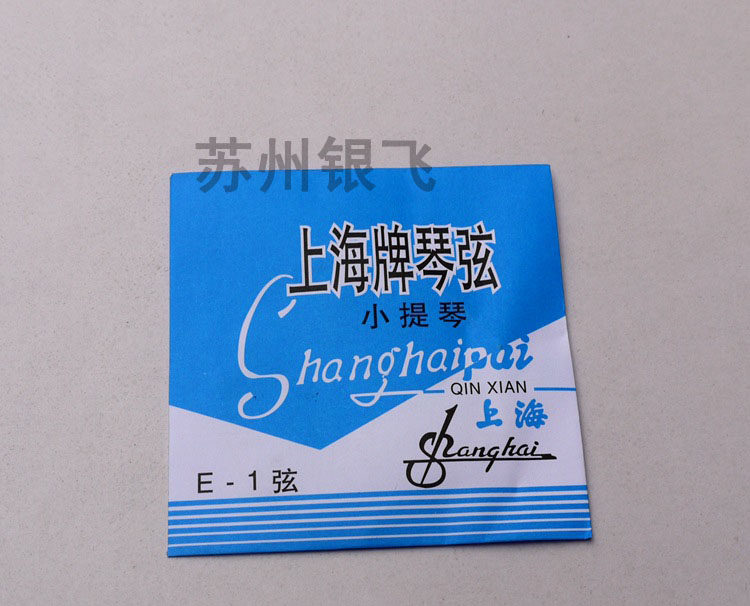 苏州银飞
上海牌琴弦
小提琴
Shanghaipai
QIN XIAN
上海
Shanghai
E - 1 弦